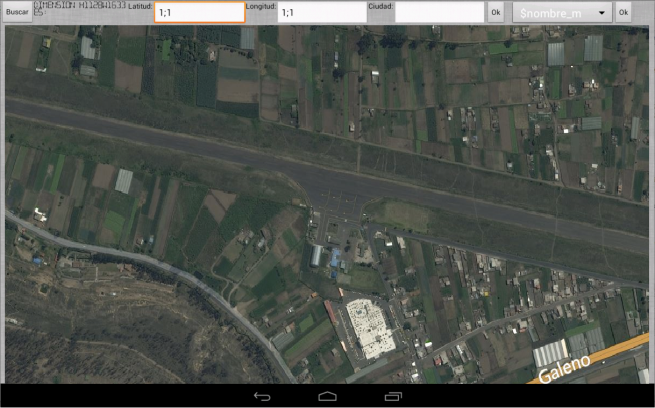 Buscar
Latitud:
1;1
Longitud:
1;1
Ciudad:
Ok
$nombre_m
Ok
Galeno